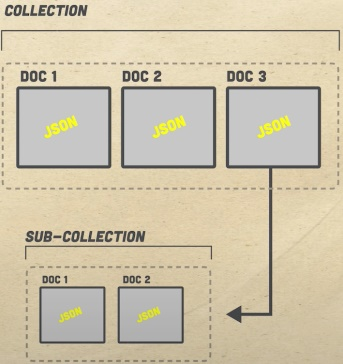 COLLECTION
DOC 1 DOC 2 DOC 3
JSON JSON JSON
SUB-COLLECTION
DOC 1 DOC 2
JSON JSON